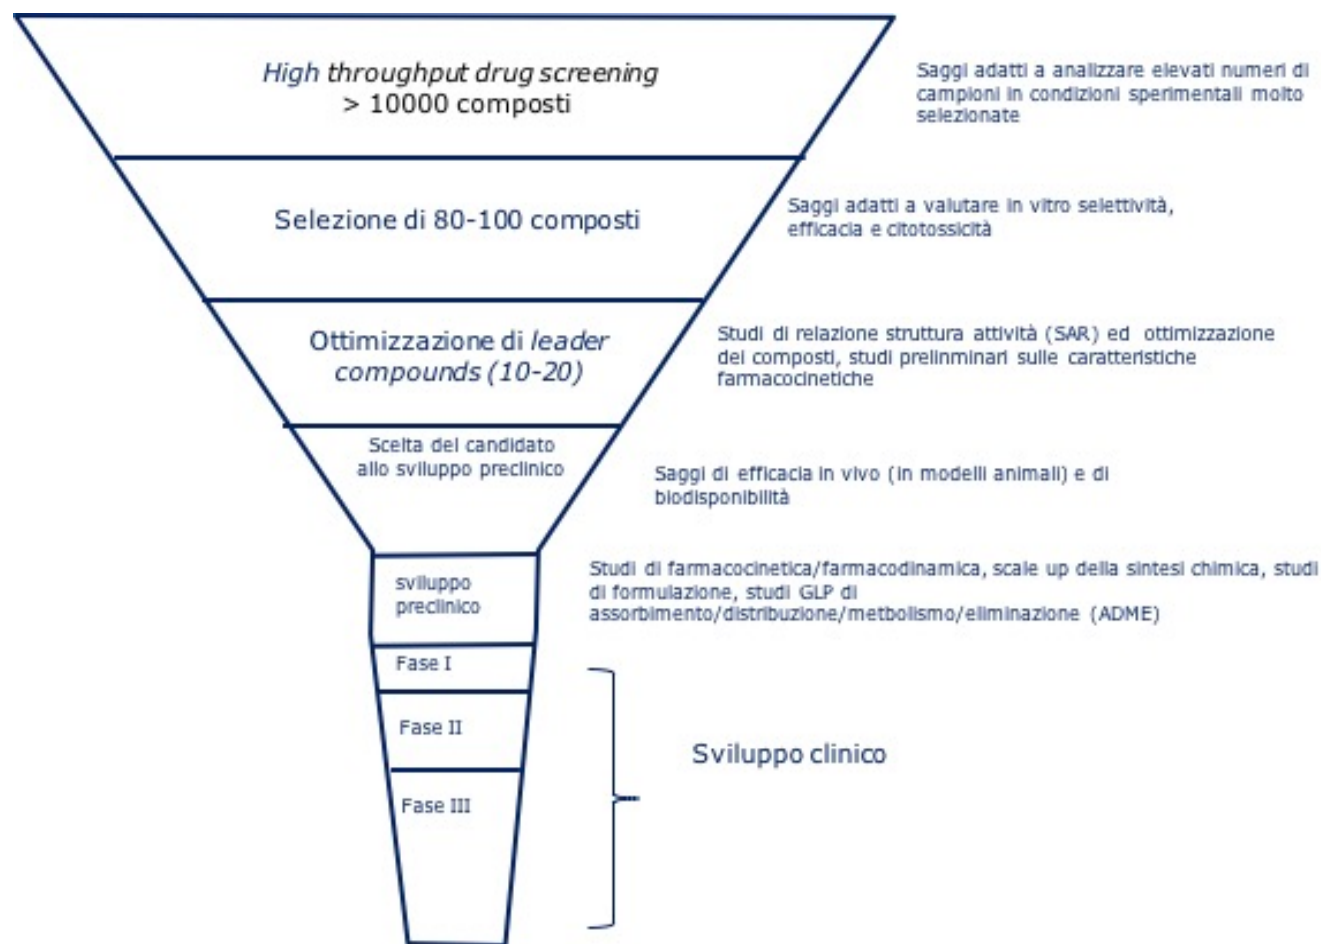 High throughput drug screening
> 10000 composti
Saggi adatti a analizzare elevati numeri di
campioni in condizioni sperimentali molto
selezionate
Selezione di 80-100 composti
Saggi adatti a valutare in vitro selettività,
efficacia e citotossicità
Ottimizzazione di leader
compounds (10-20)
Studi di relazione struttura attività (SAR) ed ottimizzazione
dei composti, studi prelinminari sulle caratteristiche
farmacocinetiche
Scelta del candidato
allo sviluppo preclinico
Saggi di efficacia in vivo (in modelli animali) e di
biodisponibilità
sviluppo
preclinico
Studi di farmacocinetica/farmacodinamica, scale up della sintesi chimica, studi
di formulazione, studi GLP di
assorbimento/distribuzione/metbolismo/eliminazione (ADME)
Fase I
Fase II
Fase III
Sviluppo clinico